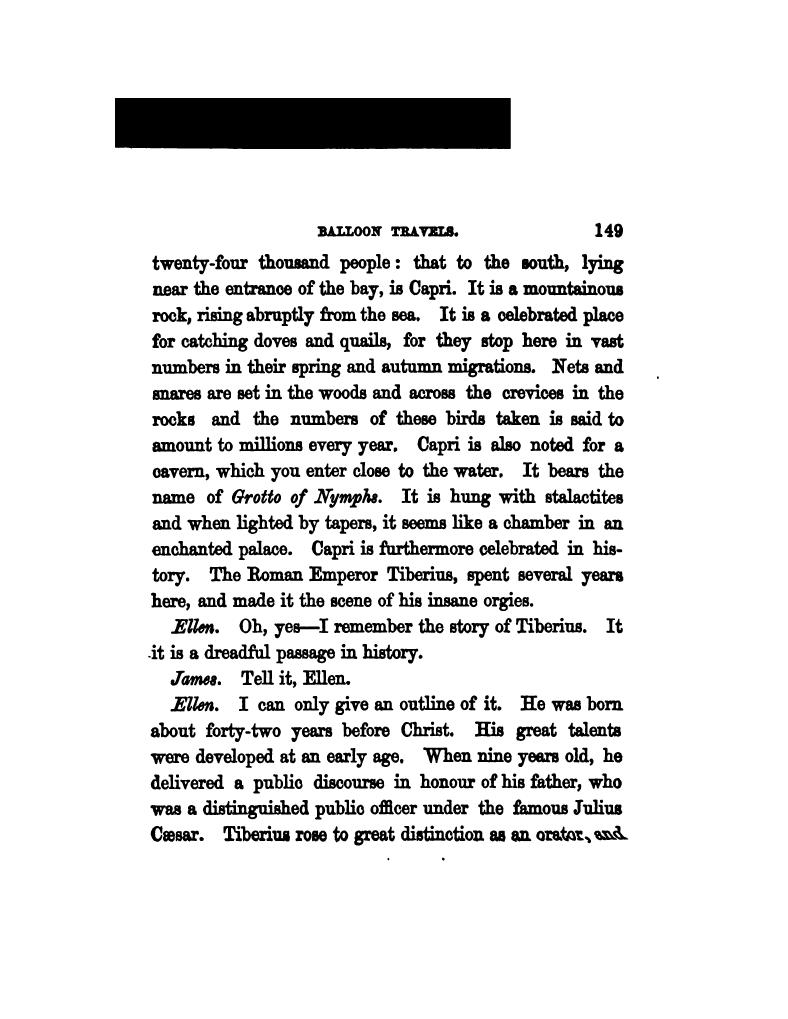 BALLOON TRAVELS. 149
twenty-four thousand people: that to the south, lying
near the entrance of the bay, is Capri. It is a mountainous
rock, rising abruptly from the sea. It is a celebrated place
for catching doves and quails, for they stop here in vast
numbers in their spring and autumn migrations. Nets and
snares are set in the woods and across the crevices in the
rocks and the numbers of these birds taken is said to
amount to millions every year. Capri is also noted for a
cavern, which you enter close to the water. It bears the
name of Grotto of Nymphs. It is hung with stalactites
and when lighted by tapers, it seems like a chamber in an
enchanted palace. Capri is furthermore celebrated in his-
tory. The Roman Emperor Tiberius, spent several years
here, and made it the scene of his insane orgies.
Ellen. Oh, yes—I remember the story of Tiberius. It
it is a dreadful passage in history.
James. Tell it, Ellen.
Ellen. I can only give an outline of it. He was born
about forty-two years before Christ. His great talents
were developed at an early age. When nine years old, he
delivered a public discourse in honour of his father, who
was a distinguished public officer under the famous Julius
Cæsar. Tiberius rose to great distinction as an orator, and